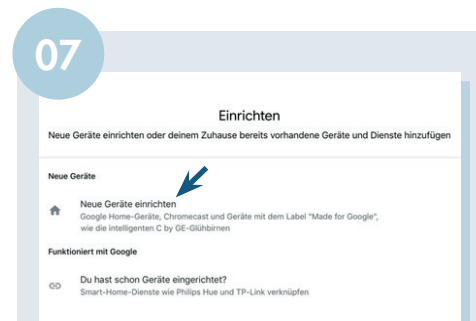 07
Einrichten
Neue Geräte einrichten oder deinem Zuhause bereits vorhandene Geräte und Dienste hinzufügen
Neue Geräte
Neue Geräte einrichten
Google Home-Geräte, Chromecast und Geräte mit dem Label "Made for Google",
wie die intelligenten C by GE-Glühbirnen
Funktioniert mit Google
Du hast schon Geräte eingerichtet?
Smart-Home-Dienste wie Philips Hue und TP-Link verknüpfen